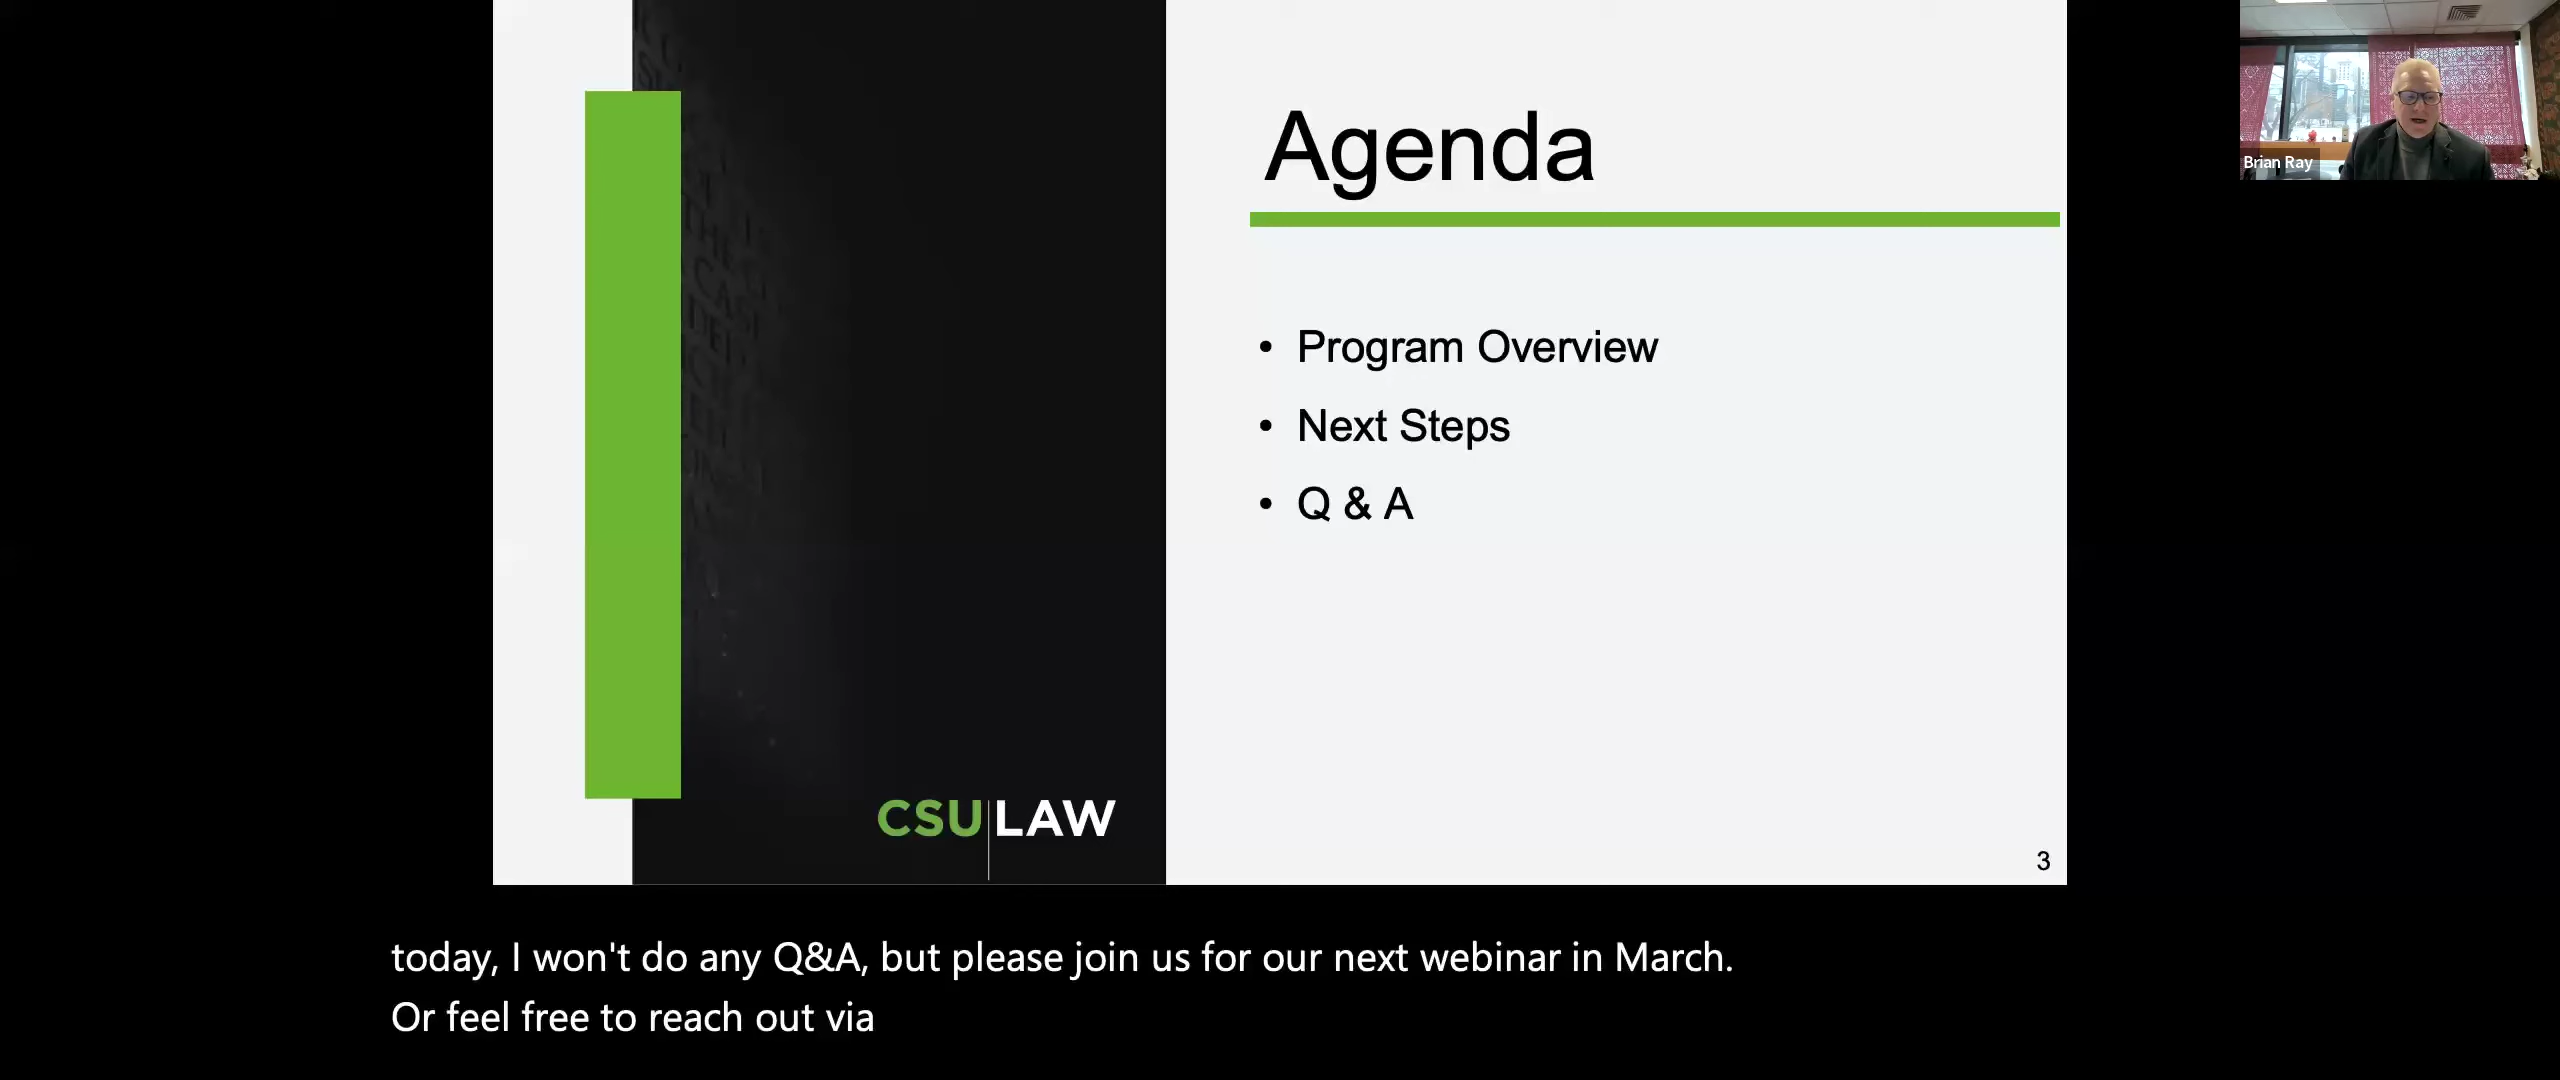 Agenda
• Program Overview
• Next Steps
• Q & A
CSU LAW
3
Brian Ray
today, I won't do any Q&A, but please join us for our next webinar in March.
Or feel free to reach out via